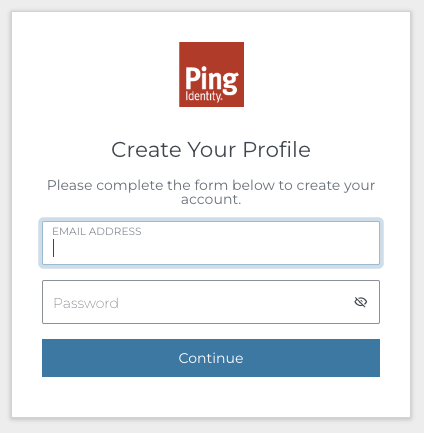 Ping
Identity.
Create Your Profile
Please complete the form below to create your
account.
EMAIL ADDRESS
Password
Continue